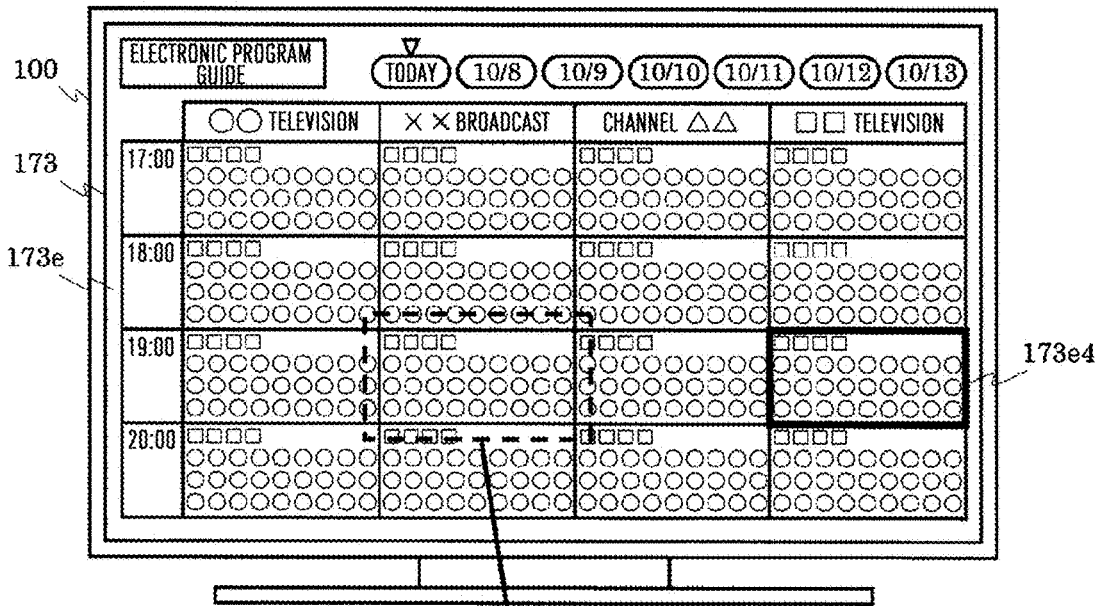 ELECTRONIC PROGRAM
GUIDE
TODAY 10/8 10/9 10/10 10/11 10/12 10/13
100
○○ TELEVISION × × BROADCAST CHANNEL △△ □□ TELEVISION
17:00
173
18:00
173e
19:00
173e4
20:00